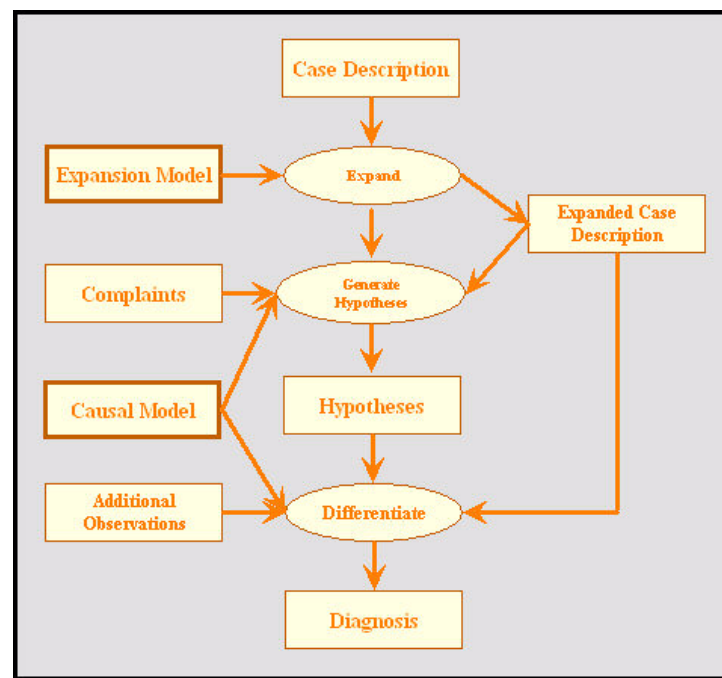 Case Description
Expansion Model
Expand
Expanded Case
Description
Complaints
Generate
Hypotheses
Causal Model
Hypotheses
Additional
Observations
Differentiate
Diagnosis